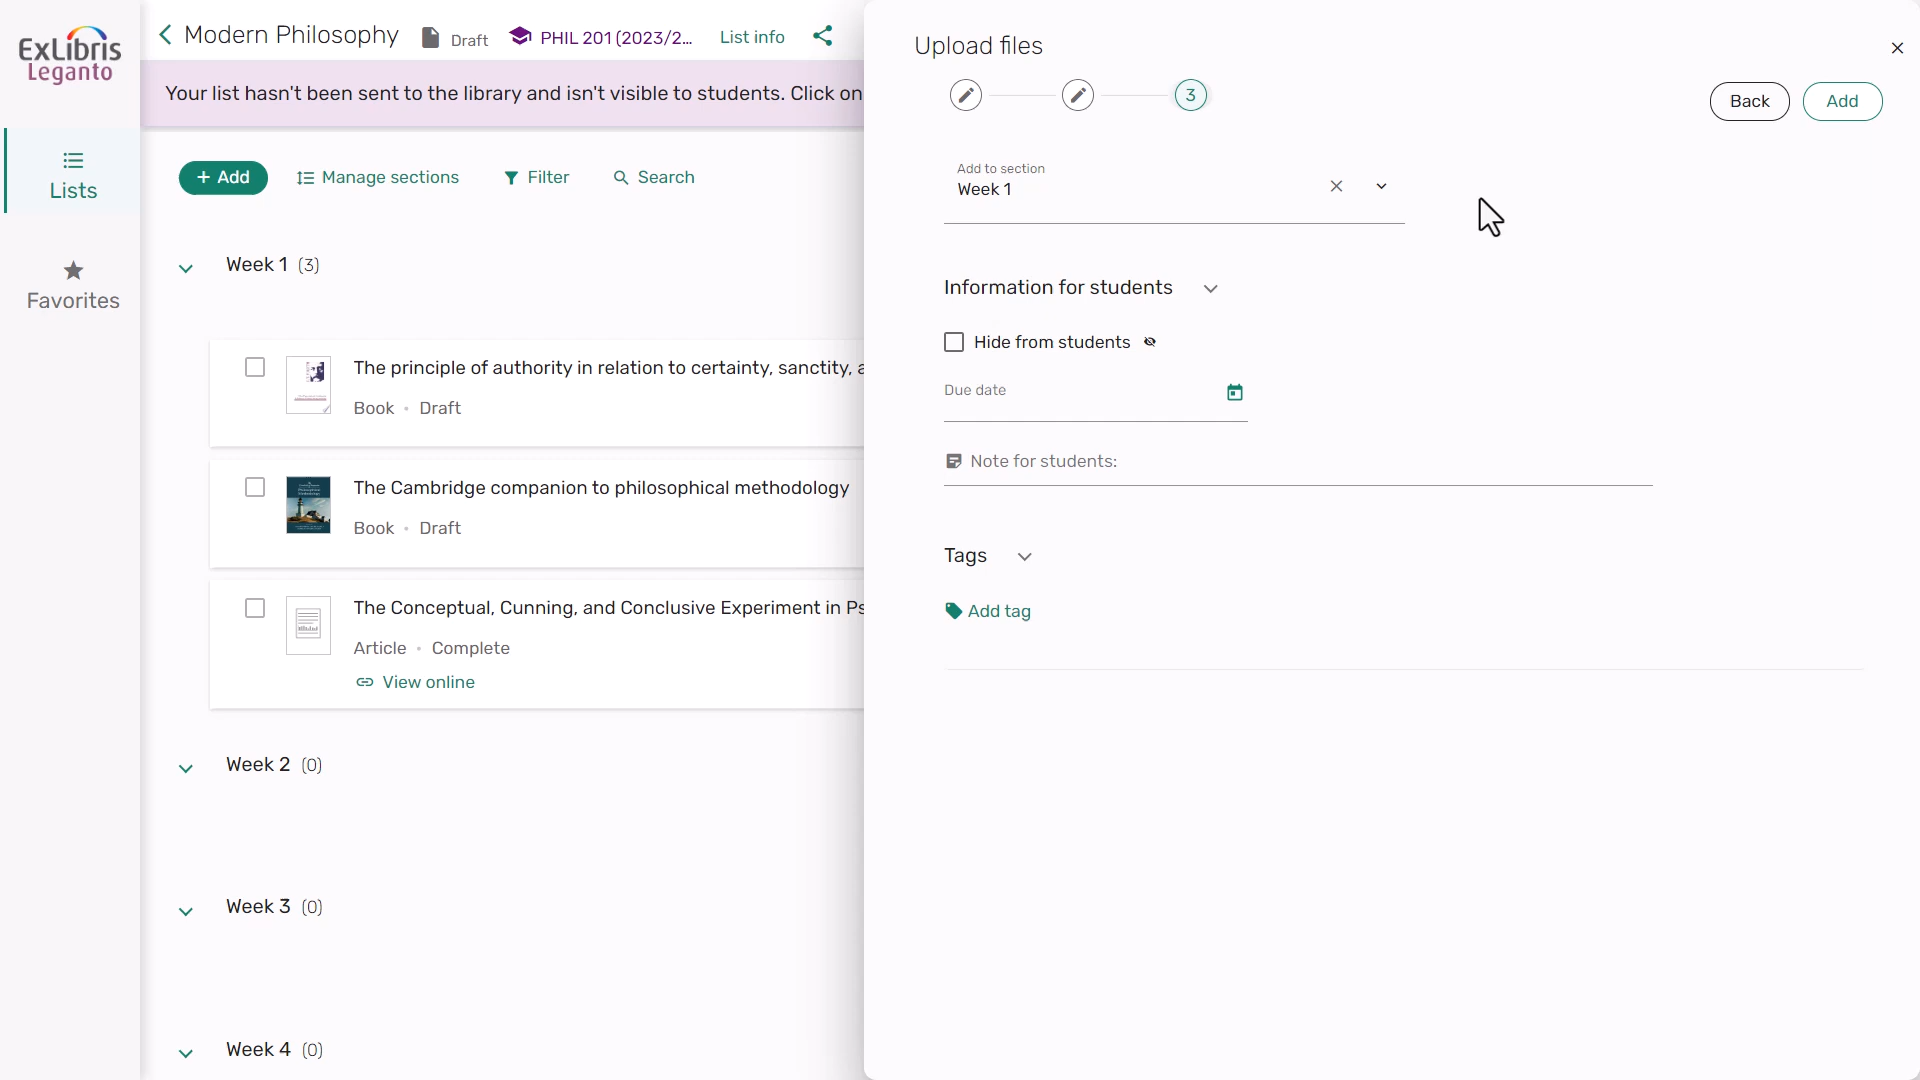 ExLibris
Leganto
Lists
Favorites
Modern Philosophy
Draft
PHIL 201 (2023/2...
List info
Your list hasn't been sent to the library and isn't visible to students. Click on
+ Add
Manage sections
Filter
Search
Week 1 (3)
The principle of authority in relation to certainty, sanctity,
Book • Draft
The Cambridge companion to philosophical methodology
Book • Draft
The Conceptual, Cunning, and Conclusive Experiment in Ps
Article • Complete
View online
Week 2 (0)
Week 3 (0)
Week 4 (0)
Upload files
3
Back
Add
Add to section
Week 1
Information for students
Hide from students
Due date
Note for students:
Tags
Add tag